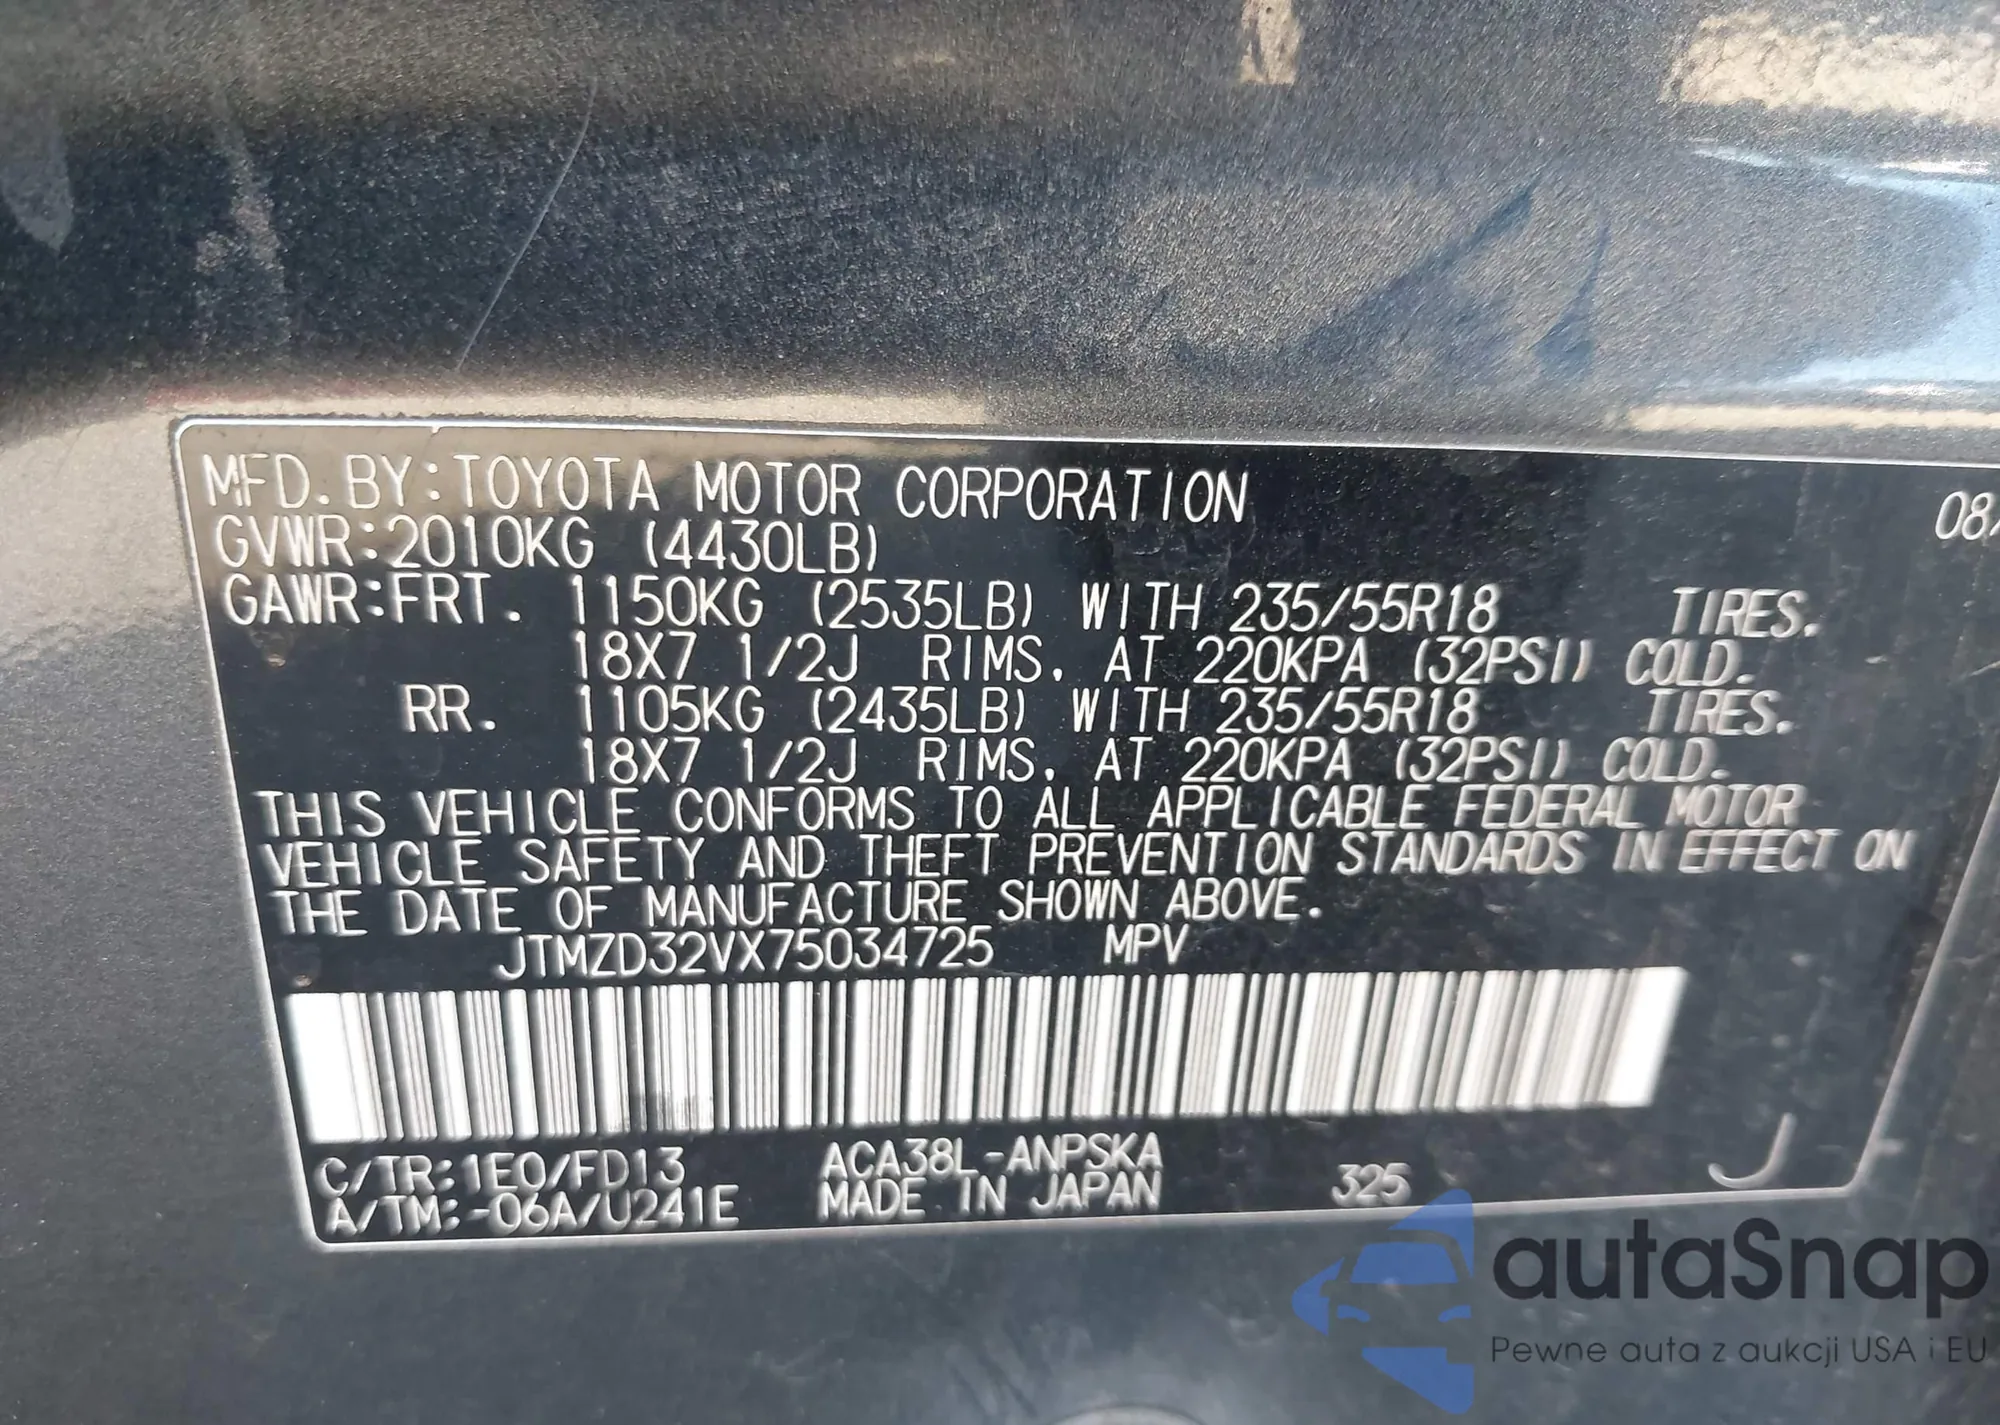 MFD. BY: TOYOTA MOTOR CORPORATION 08/
GVWR: 2010KG (4430LB)
GAWR: FRT. 1150KG (2535LB) WITH 235/55R18 TIRES.
18X7 1/2J RIMS, AT 220KPA (32PSI) COLD.
RR. 1105KG (2435LB) WITH 235/55R18 TIRES.
18X7 1/2J RIMS, AT 220KPA (32PSI) COLD.
THIS VEHICLE CONFORMS TO ALL APPLICABLE FEDERAL MOTOR
VEHICLE SAFETY AND THEFT PREVENTION STANDARDS IN EFFECT ON
THE DATE OF MANUFACTURE SHOWN ABOVE.
JTMZD32VX75034725 MPV
C/TR: 1E0/FD13 ACA38L-ANPSKA 325 J
A/TM: -06A/U241E MADE IN JAPAN
autaSnap
Pewne auta z aukcji USA i EU